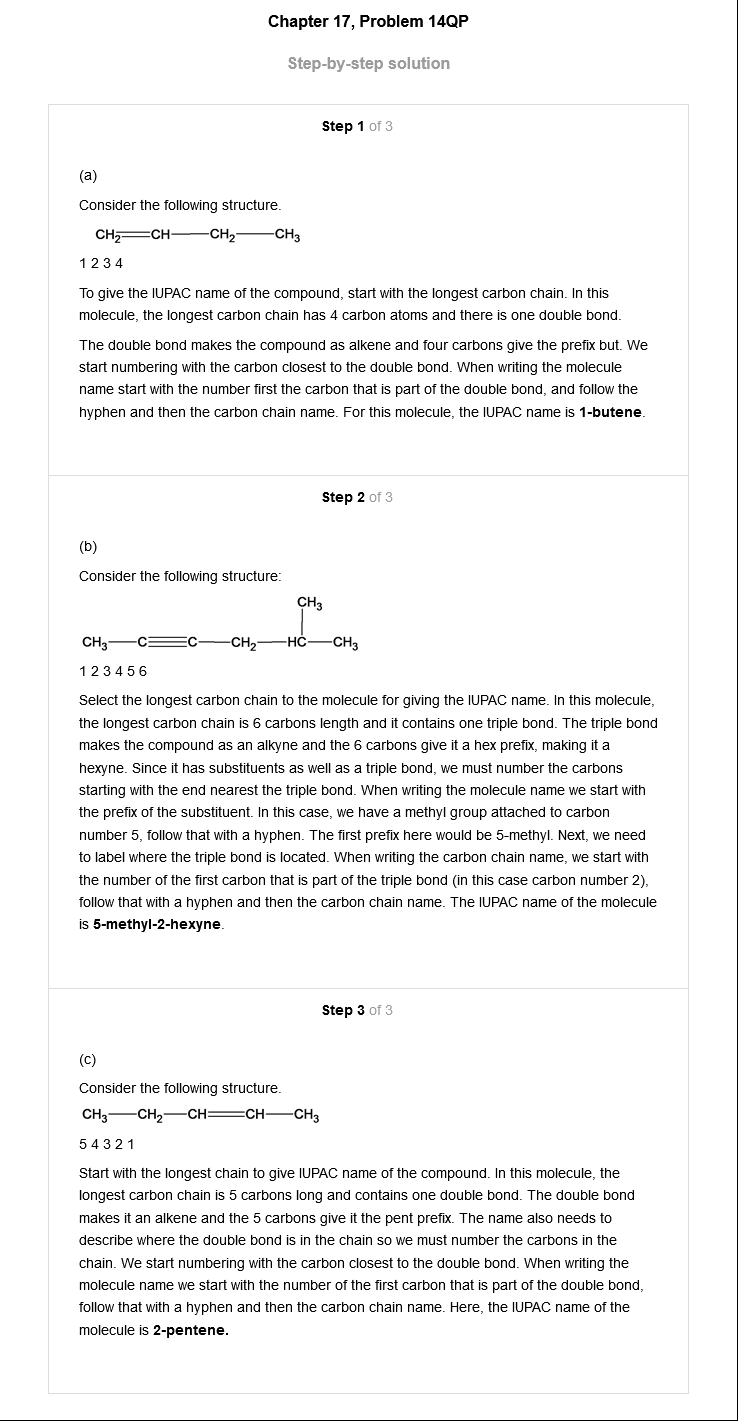 Chapter 17, Problem 14QP
Step-by-step solution
Step 1 of 3
(a)
Consider the following structure.
CH₂═CH—CH₂—CH₃
1 2 3 4
To give the IUPAC name of the compound, start with the longest carbon chain. In this
molecule, the longest carbon chain has 4 carbon atoms and there is one double bond.
The double bond makes the compound as alkene and four carbons give the prefix but. We
start numbering with the carbon closest to the double bond. When writing the molecule
name start with the number first the carbon that is part of the double bond, and follow the
hyphen and then the carbon chain name. For this molecule, the IUPAC name is 1-butene.
Step 2 of 3
(b)
Consider the following structure:
CH₃
CH₃—C≡C—CH₂—HC—CH₃
1 2 3 4 5 6
Select the longest carbon chain to the molecule for giving the IUPAC name. In this molecule,
the longest carbon chain is 6 carbons length and it contains one triple bond. The triple bond
makes the compound as an alkyne and the 6 carbons give it a hex prefix, making it a
hexyne. Since it has substituents as well as a triple bond, we must number the carbons
starting with the end nearest the triple bond. When writing the molecule name we start with
the prefix of the substituent. In this case, we have a methyl group attached to carbon
number 5, follow that with a hyphen. The first prefix here would be 5-methyl. Next, we need
to label where the triple bond is located. When writing the carbon chain name, we start with
the number of the first carbon that is part of the triple bond (in this case carbon number 2),
follow that with a hyphen and then the carbon chain name. The IUPAC name of the molecule
is 5-methyl-2-hexyne.
Step 3 of 3
(c)
Consider the following structure.
CH₃—CH₂—CH═CH—CH₃
5 4 3 2 1
Start with the longest chain to give IUPAC name of the compound. In this molecule, the
longest carbon chain is 5 carbons long and contains one double bond. The double bond
makes it an alkene and the 5 carbons give it the pent prefix. The name also needs to
describe where the double bond is in the chain so we must number the carbons in the
chain. We start numbering with the carbon closest to the double bond. When writing the
molecule name we start with the number of the first carbon that is part of the double bond,
follow that with a hyphen and then the carbon chain name. Here, the IUPAC name of the
molecule is 2-pentene.